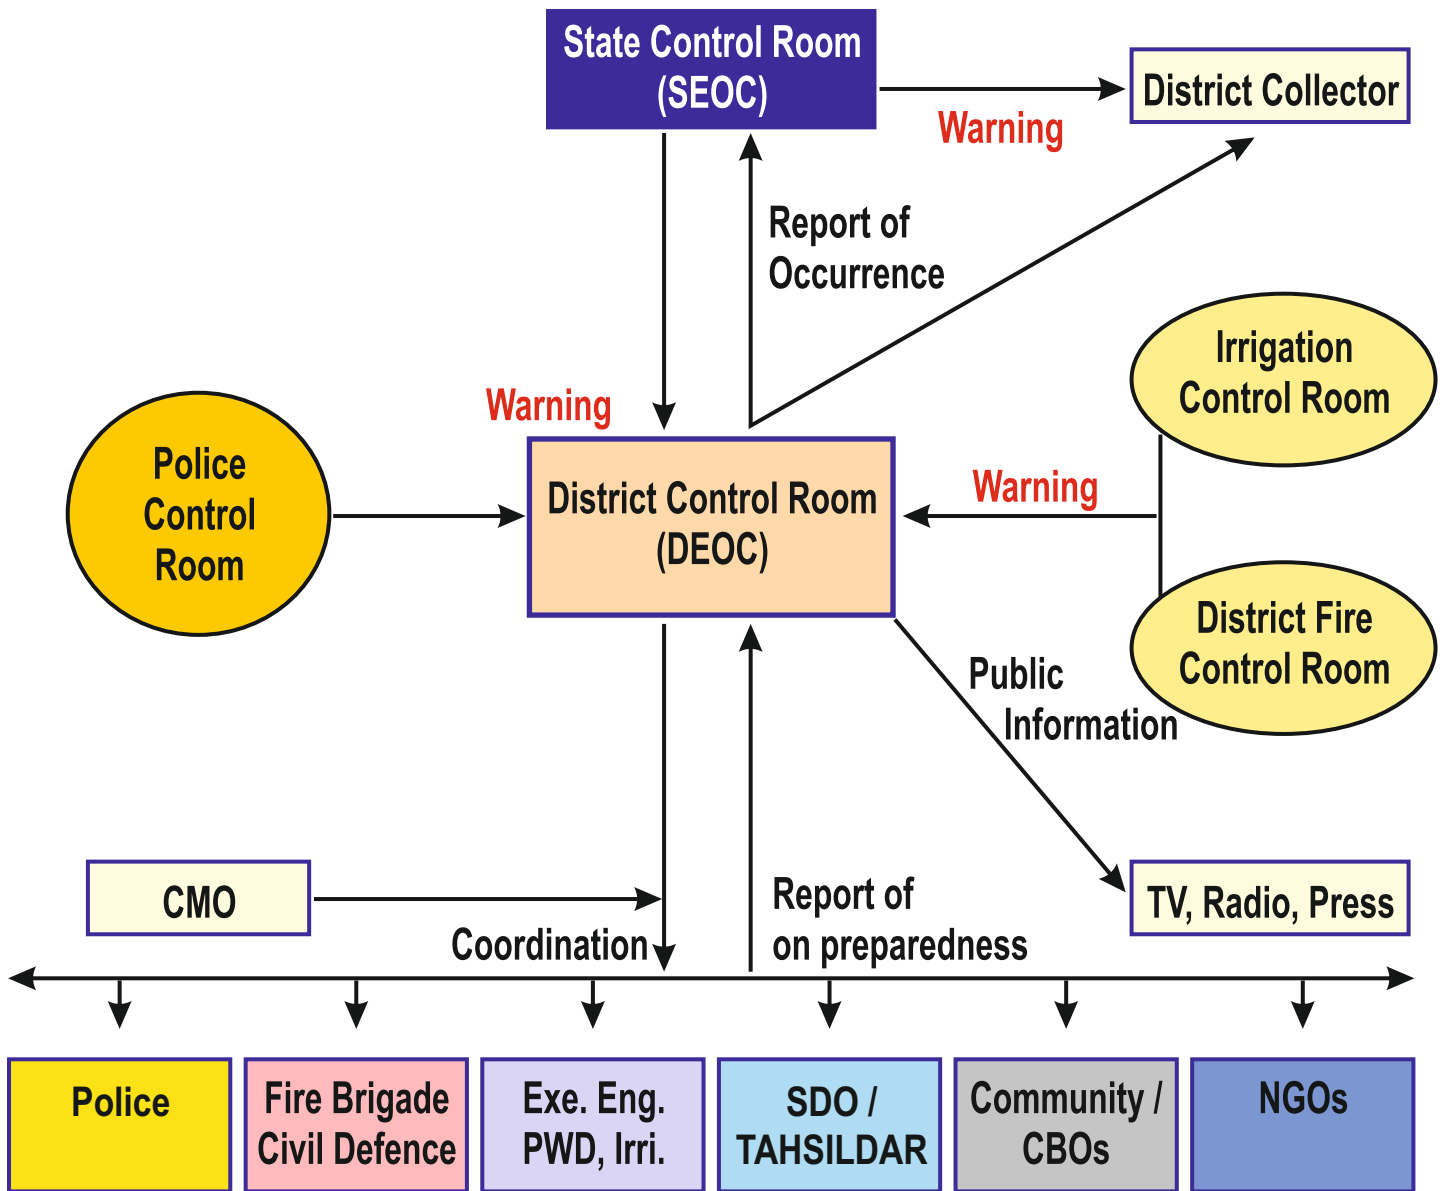 State Control Room
(SEOC)
District Collector
Warning
Report of
Occurrence
Irrigation
Control Room
Warning
Police
Control
Room
District Control Room
(DEOC)
Warning
District Fire
Control Room
Public
Information
CMO
Coordination
Report of
on preparedness
TV, Radio, Press
Police
Fire Brigade
Civil Defence
Exe. Eng.
PWD, Irri.
SDO /
TAHSILDAR
Community /
CBOs
NGOs